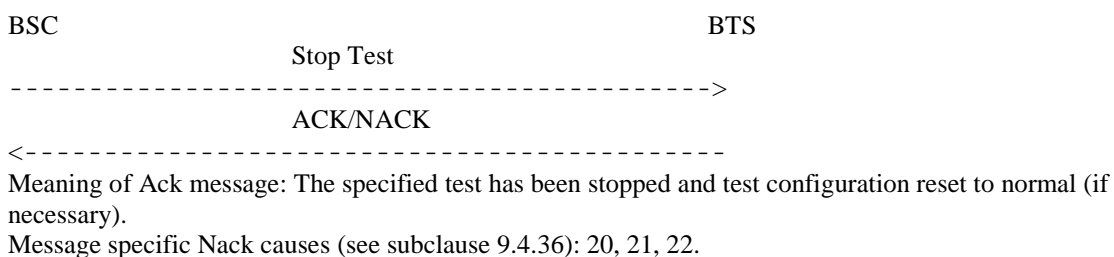 BSC BTS
Stop Test
-------------------------------------------->
ACK/NACK
<--------------------------------------------
Meaning of Ack message: The specified test has been stopped and test configuration reset to normal (if
necessary).
Message specific Nack causes (see subclause 9.4.36): 20, 21, 22.